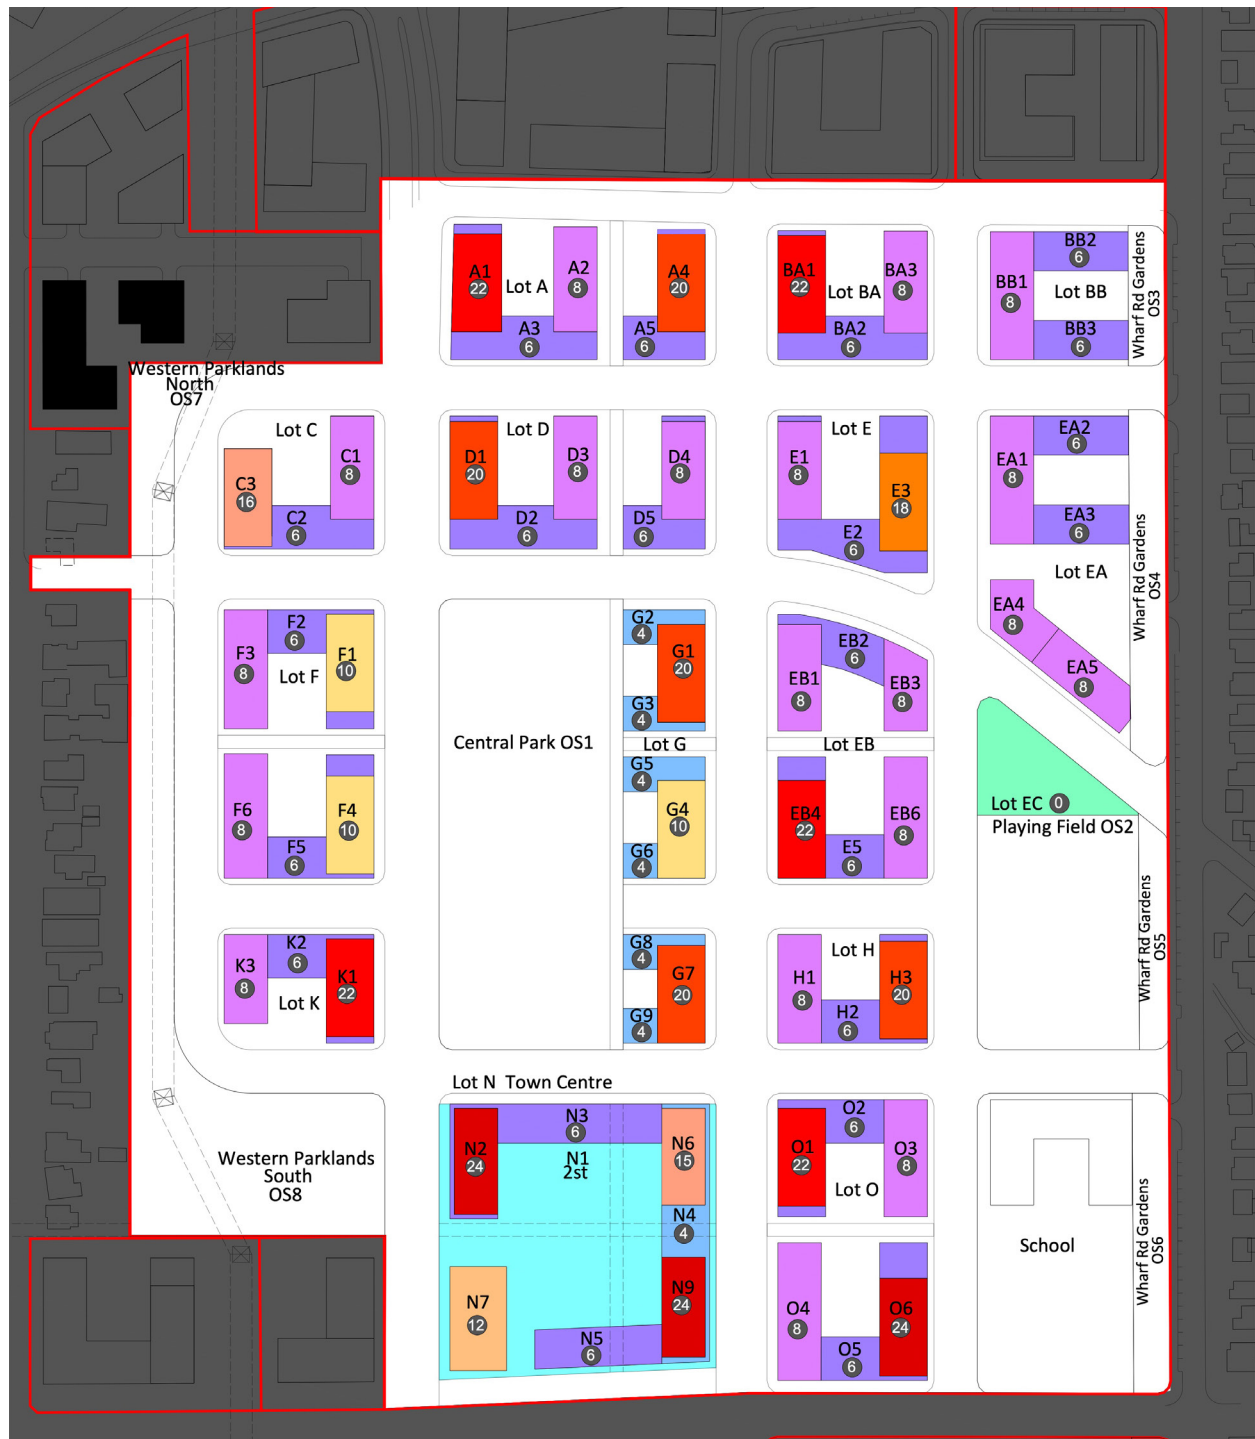 A1
22
Lot A
A2
8
A4
20
A3
6
A5
6
BA1
22
Lot BA
BA3
8
BA2
6
BB1
8
BB2
6
Lot BB
BB3
6
Wharf Rd Gardens
OS3
Western Parklands
North
OS7
Lot C
C3
16
C1
8
C2
6
Lot D
D1
20
D3
8
D4
8
D2
6
D5
6
Lot E
E1
8
E3
18
E2
6
EA1
8
EA2
6
EA3
6
Lot EA
EA4
8
EA5
8
Wharf Rd Gardens
OS4
F3
8
F2
6
F1
10
Lot F
F6
8
F4
10
F5
6
Central Park OS1
G2
4
G1
20
G3
4
Lot G
G5
4
G4
10
G6
4
EB2
6
EB1
8
EB3
8
Lot EB
EB4
22
EB6
8
E5
6
Lot EC 0
Playing Field OS2
Wharf Rd Gardens
OS5
K3
8
K2
6
K1
22
Lot K
G8
4
G7
20
G9
4
Lot H
H1
8
H3
20
H2
6
Lot N Town Centre
N3
6
N2
24
N1
2st
N6
15
N4
4
N7
12
N9
24
N5
6
Western Parklands
South
OS8
O1
22
O2
6
O3
8
Lot O
O4
8
O6
24
O5
6
School
Wharf Rd Gardens
OS6